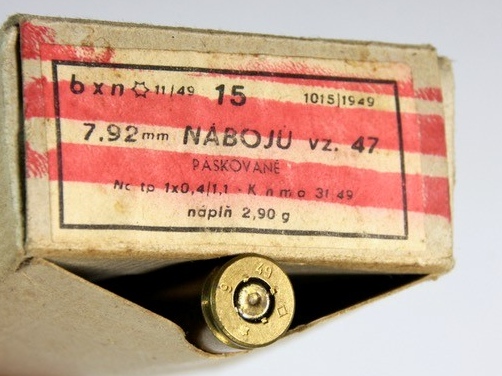 bxn ✡ 11/49 15 1015|1949
7.92mm NÁBOJŮ vz. 47
PÁSKOVANÉ
Nc tp 1x0,4/1,1 - K n m o 31 49
náplň 2,90 g
49